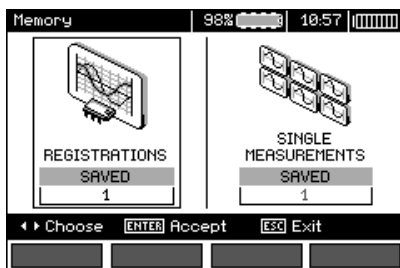 Memory 98% 10:57
REGISTRATIONS
SAVED
1
SINGLE
MEASUREMENTS
SAVED
1
Choose ENTER Accept ESC Exit